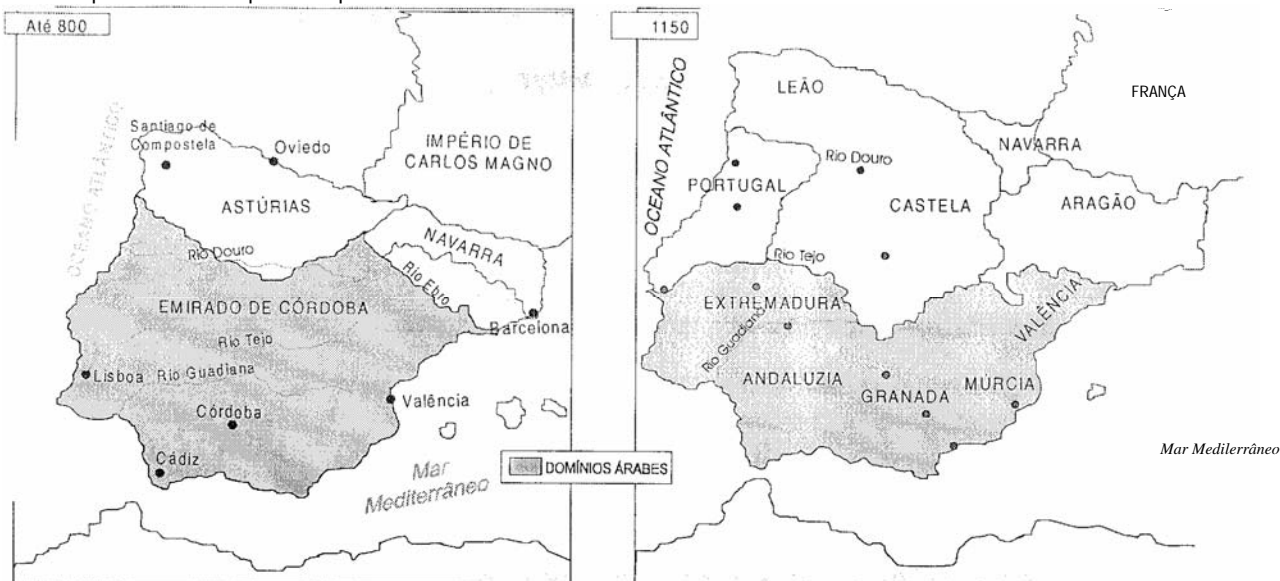 Até 800
OCEANO ATLÂNTICO
Santiago de
Compostela
Oviedo
IMPÉRIO DE
CARLOS MAGNO
ASTÚRIAS
NAVARRA
Rio Douro
Rio Ebro
EMIRADO DE CÓRDOBA
Barcelona
Rio Tejo
Lisboa
Rio Guadiana
Valência
Córdoba
Cádiz
Mar
Mediterrâneo
DOMÍNIOS ÁRABES
1150
OCEANO ATLÂNTICO
LEÃO
FRANÇA
NAVARRA
Rio Douro
PORTUGAL
CASTELA
ARAGÃO
Rio Tejo
EXTREMADURA
VALÊNCIA
Rio Guadiana
ANDALUZIA
GRANADA
MÚRCIA
Mar Medilerrâneo